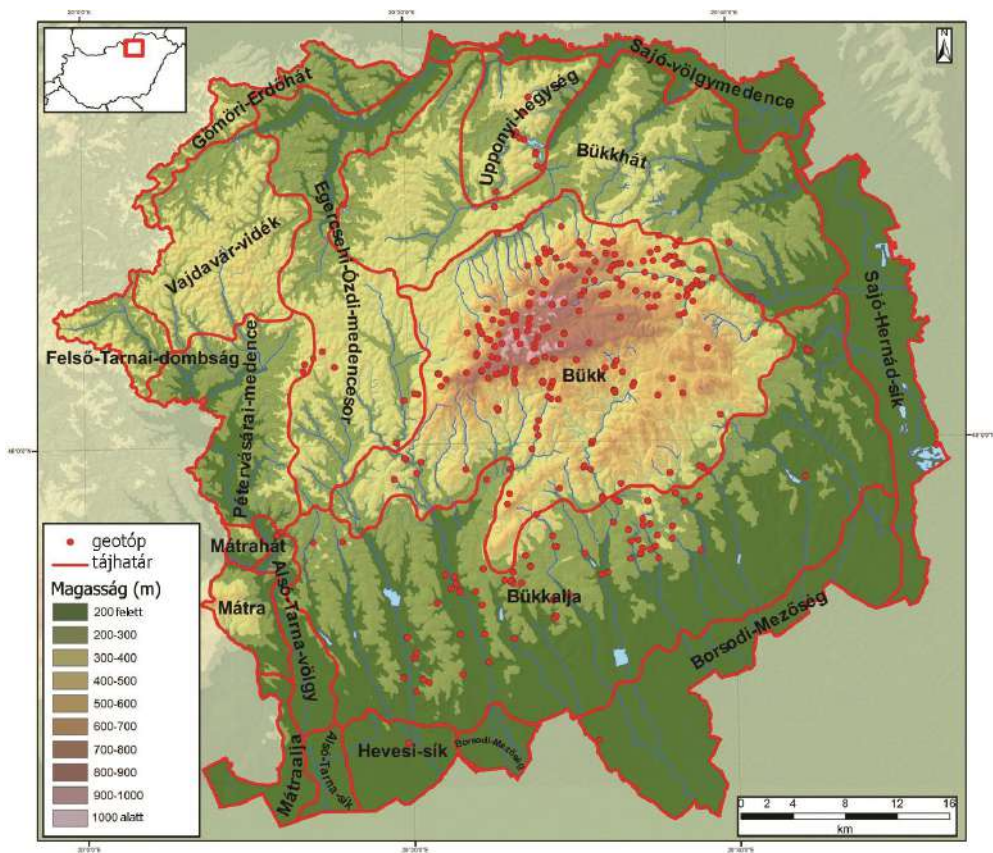 N
Gömöri-Erdőhát
Upponyi-hegység
Sajó-völgymedence
Bükkhát
Egercsehi-Ózdi-medencesor
Vajdavár-vidék
Sajó-Hernád-sík
Felső-Tarnai-dombság
Pétervásárai-medence
Bükk
Mátrahát
Mátra
Alsó-Tarna-völgy
Bükkalja
Borsodi-Mezőség
Hevesi-sík
Borsodi-Mezőség
Mátraalja
Alsó-Tarna-sík
geotóp
tájhatár
Magasság (m)
200 felett
200-300
300-400
400-500
500-600
600-700
700-800
800-900
900-1000
1000 alatt
0 2 4 8 12 16
km